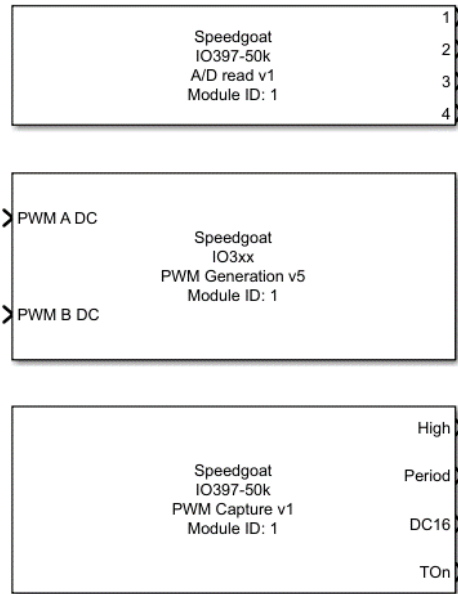 1
Speedgoat
2
IO397-50k
A/D read v1
3
Module ID: 1
4
PWM A DC
Speedgoat
IO3xx
PWM Generation v5
Module ID: 1
PWM B DC
High
Speedgoat
Period
IO397-50k
PWM Capture v1
DC16
Module ID: 1
TOn